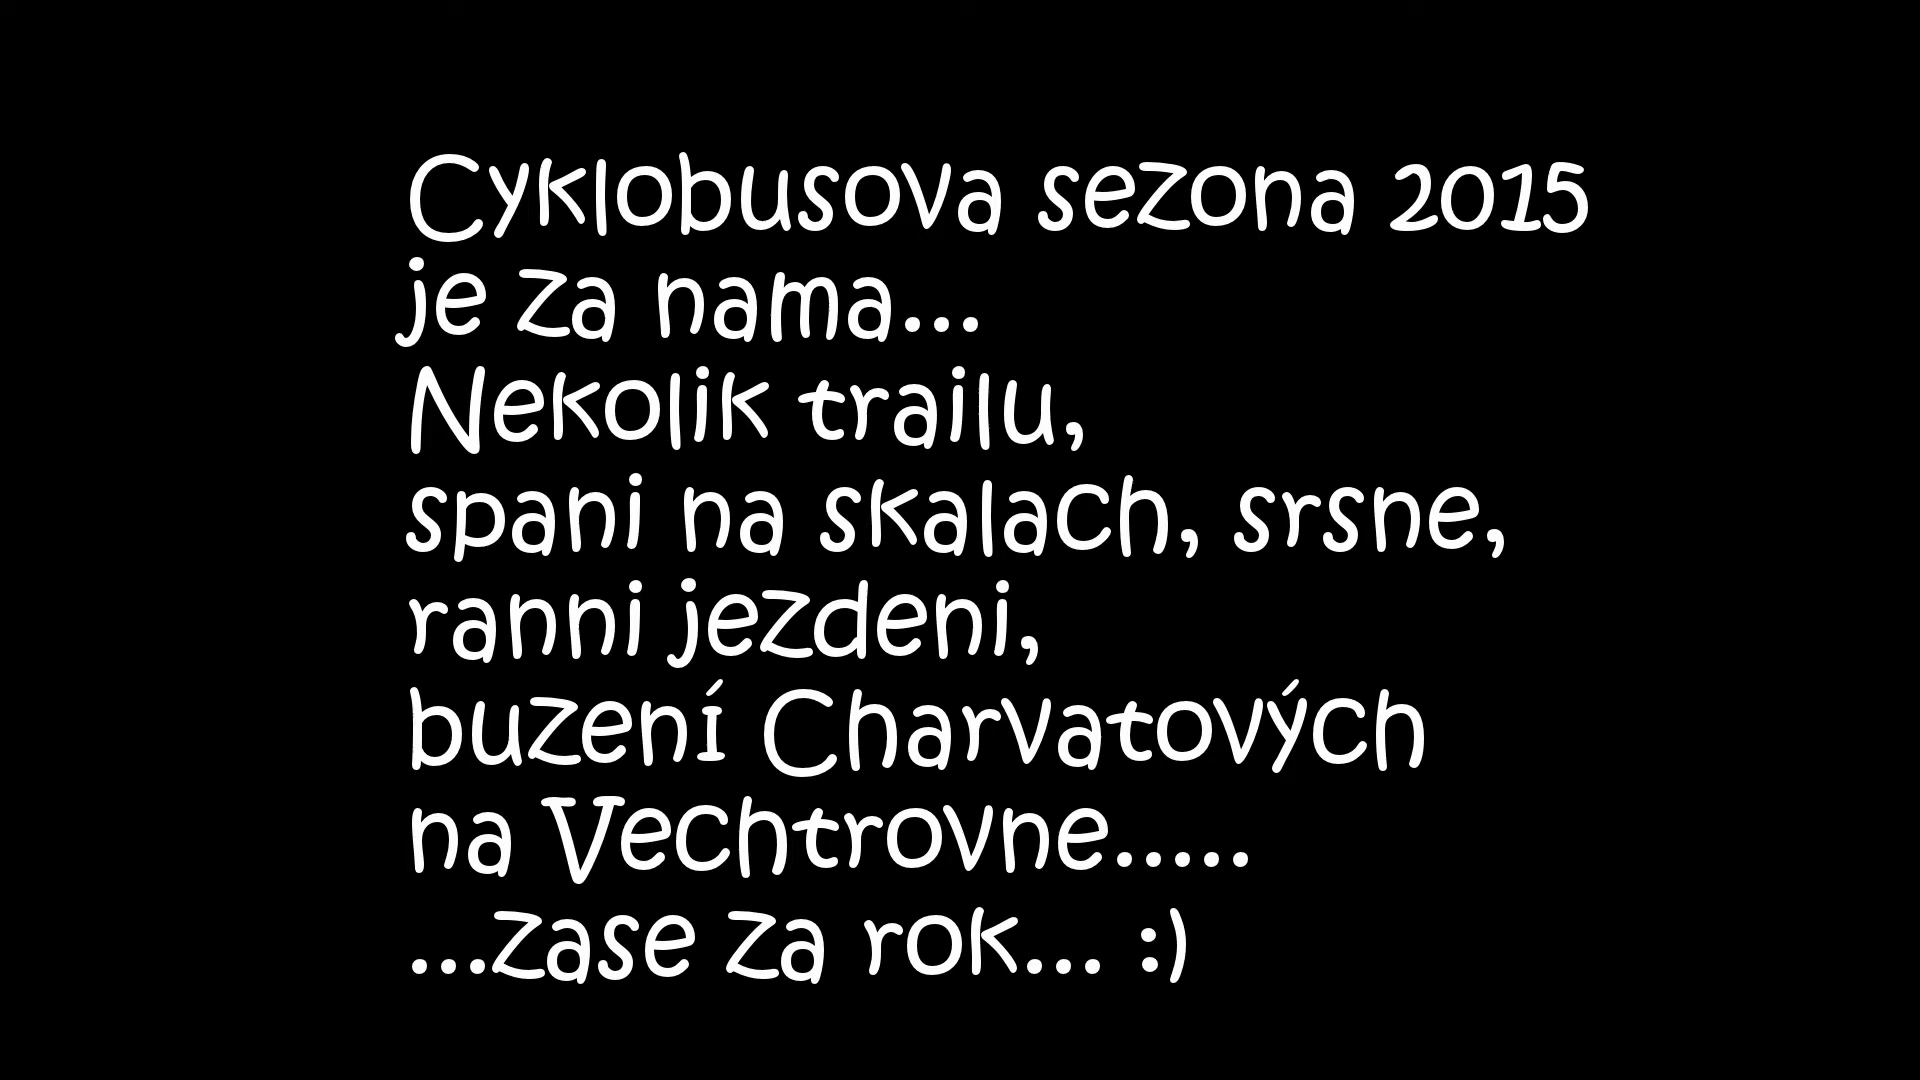 Cyklobusova sezona 2015
je za nama...
Nekolik trailu,
spani na skalach, srsne,
ranni jezdeni,
buzení Charvatových
na Vechtrovne.....
...zase za rok... :)